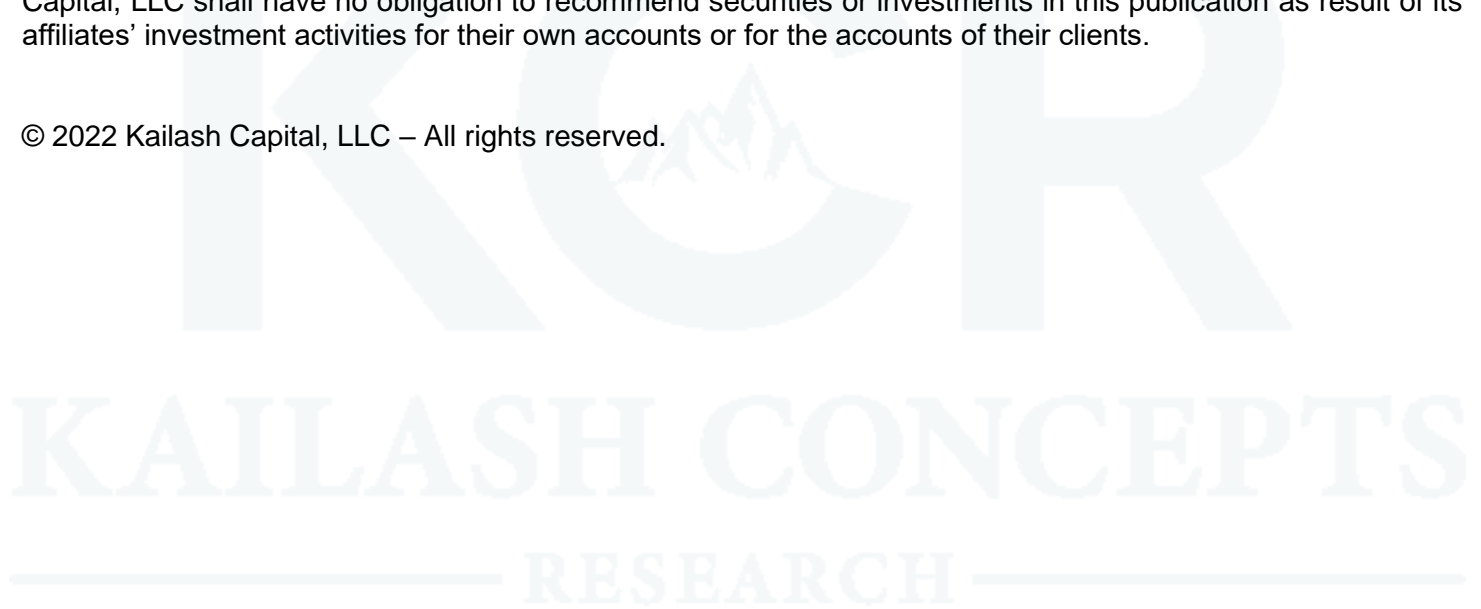 Capital, LLC shall have no obligation to recommend securities or investments in this publication as result of its
affiliates’ investment activities for their own accounts or for the accounts of their clients.
© 2022 Kailash Capital, LLC – All rights reserved.
KCR
KAILASH CONCEPTS
RESEARCH